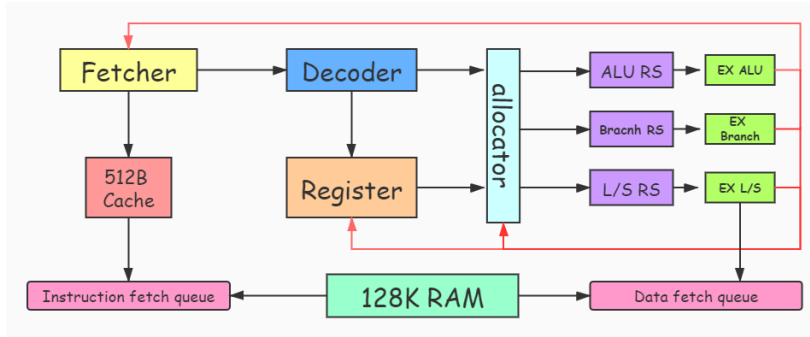 Fetcher
Decoder
allocator
ALU RS
EX ALU
Bracnh RS
EX
Branch
512B
Cache
Register
L/S RS
EX L/S
Instruction fetch queue
128K RAM
Data fetch queue